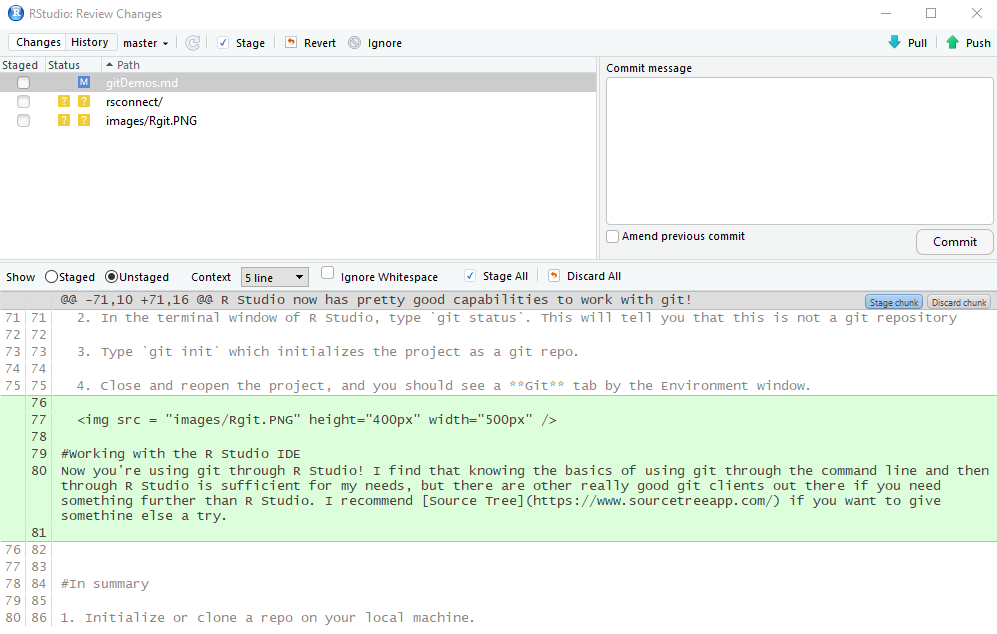 RStudio: Review Changes
Changes History master Stage Revert Ignore Pull Push
Staged Status Path
M gitDemos.md
? ? rsconnect/
? ? images/Rgit.PNG
Commit message
Amend previous commit
Commit
Show Staged Unstaged Context 5 line Ignore Whitespace Stage All Discard All
@@ -71,10 +71,16 @@ R Studio now has pretty good capabilities to work with git! Stage chunk Discard chunk
71 71 2. In the terminal window of R Studio, type `git status`. This will tell you that this is not a git repository
72 72
73 73 3. Type `git init` which initializes the project as a git repo.
74 74
75 75 4. Close and reopen the project, and you should see a **Git** tab by the Environment window.
76
77 <img src = "images/Rgit.PNG" height="400px" width="500px" />
78
79 #Working with the R Studio IDE
80 Now you're using git through R Studio! I find that knowing the basics of using git through the command line and then
through R Studio is sufficient for my needs, but there are other really good git clients out there if you need
something further than R Studio. I recommend [Source Tree](https://www.sourcetreeapp.com/) if you want to give
somethine else a try.
81
76 82
77 83
78 84 #In summary
79 85
80 86 1. Initialize or clone a repo on your local machine.